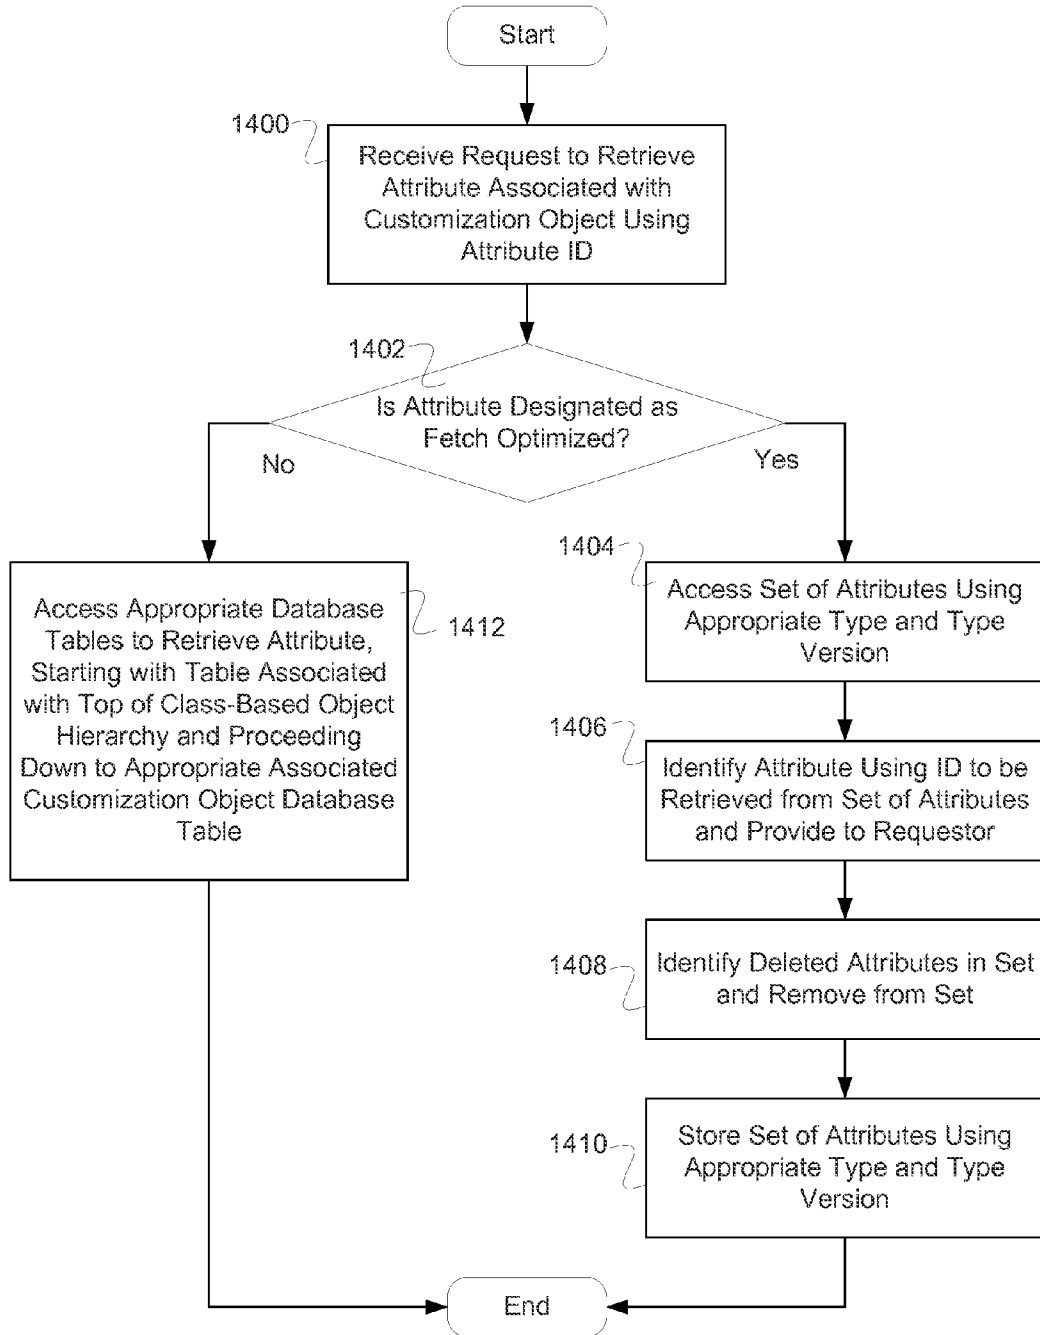 Start
1400
Receive Request to Retrieve
Attribute Associated with
Customization Object Using
Attribute ID
1402
Is Attribute Designated as
Fetch Optimized?
No
Yes
1404
Access Set of Attributes Using
Appropriate Type and Type
Version
Access Appropriate Database
Tables to Retrieve Attribute,
Starting with Table Associated
with Top of Class-Based Object
Hierarchy and Proceeding
Down to Appropriate Associated
Customization Object Database
Table
1412
1406
Identify Attribute Using ID to be
Retrieved from Set of Attributes
and Provide to Requestor
1408
Identify Deleted Attributes in Set
and Remove from Set
1410
Store Set of Attributes Using
Appropriate Type and Type
Version
End